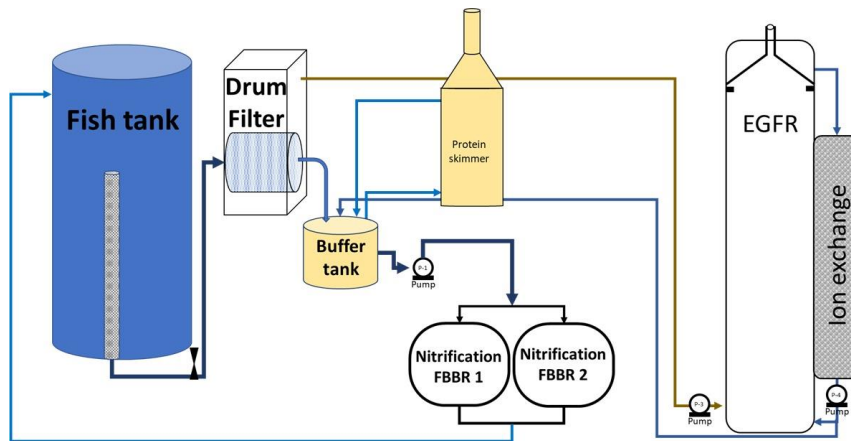 Fish tank
Drum
Filter
Protein
skimmer
EGFR
Ion exchange
Buffer
tank
P-1
Pump
Nitrification
FBBR 1
Nitrification
FBBR 2
P-3
Pump
P-4
Pump